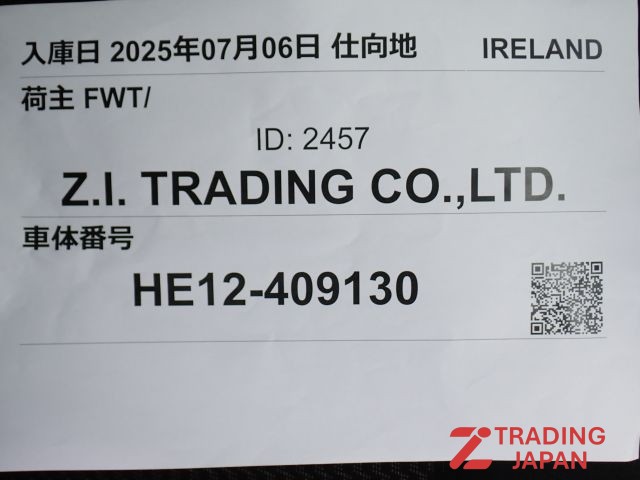 入庫日 2025年07月06日 仕向地 IRELAND
荷主 FWT/
ID: 2457
Z.I. TRADING CO.,LTD.
車体番号
HE12-409130
TRADING
JAPAN